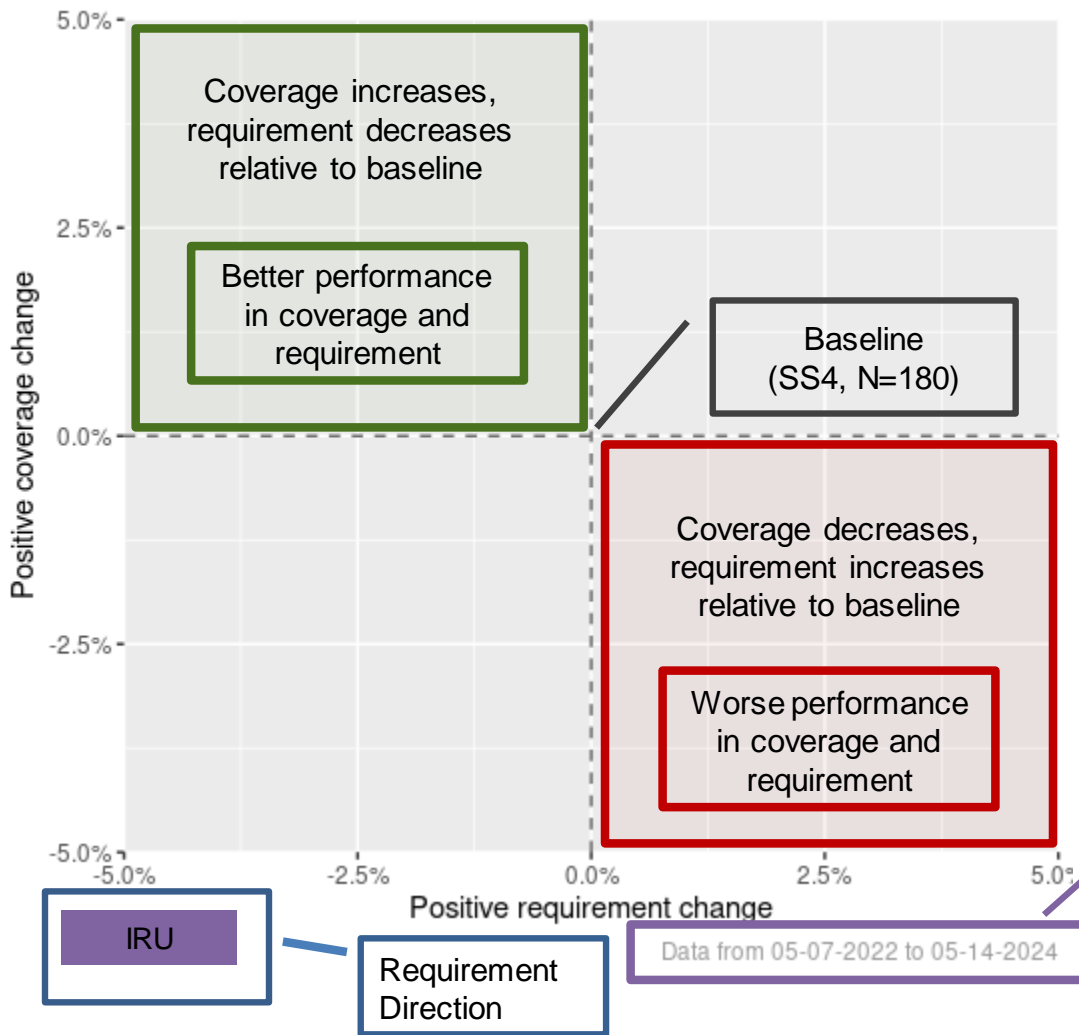 5.0%
Coverage increases,
requirement decreases
relative to baseline
2.5%
Better performance
in coverage and
requirement
Baseline
(SS4, N=180)
Positive coverage change
0.0%
Coverage decreases,
requirement increases
relative to baseline
-2.5%
Worse performance
in coverage and
requirement
-5.0%
-5.0%
-2.5%
0.0%
2.5%
5.0%
Positive requirement change
IRU
Requirement
Direction
Data from 05-07-2022 to 05-14-2024